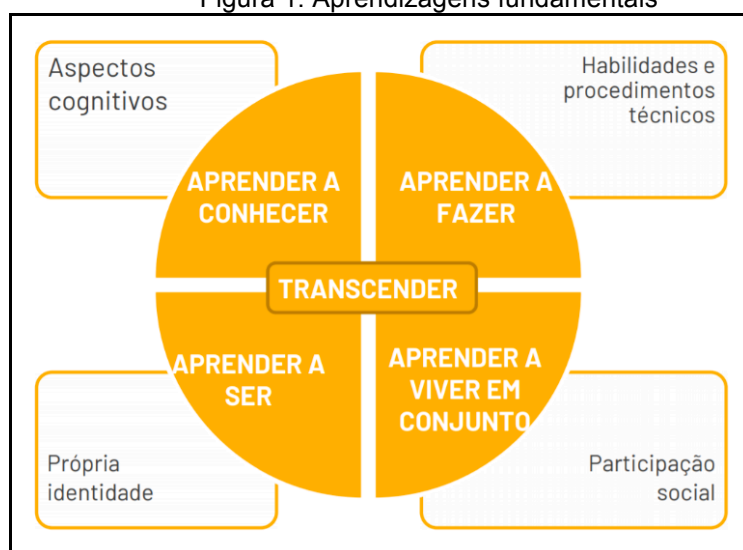 Figura 1: Aprendizagens fundamentais
Aspectos
cognitivos
Habilidades e
procedimentos
técnicos
APRENDER A
CONHECER
APRENDER A
FAZER
TRANSCENDER
APRENDER A
SER
APRENDER A
VIVER EM
CONJUNTO
Própria
identidade
Participação
social